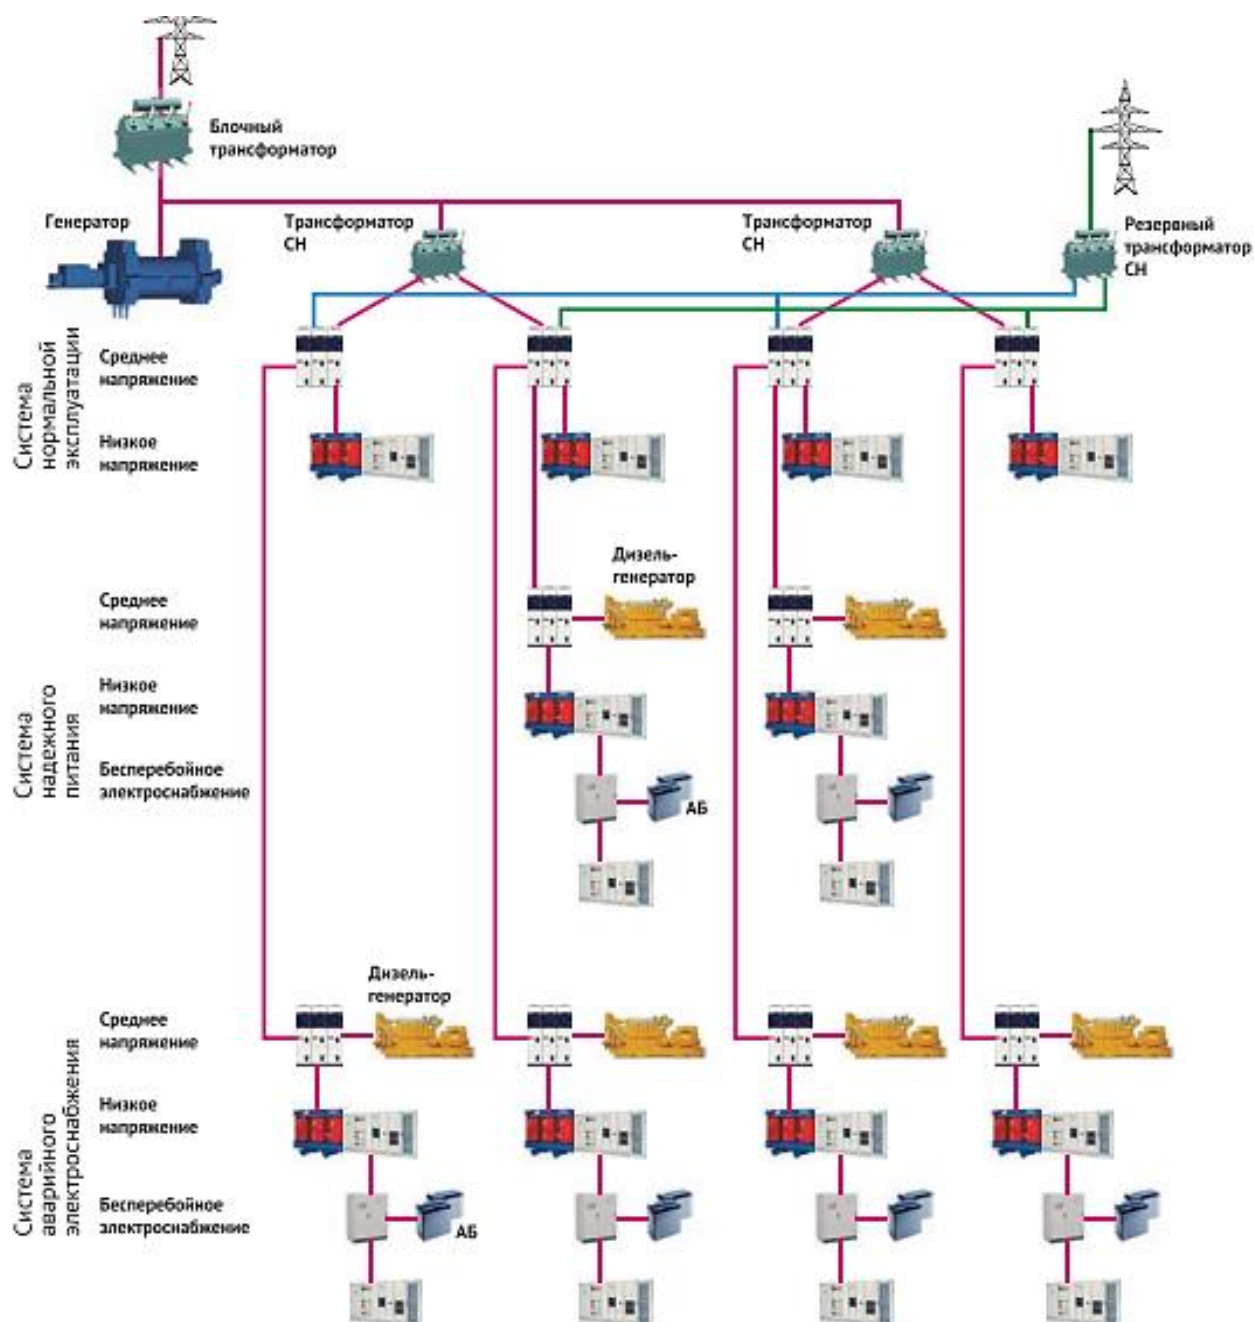 Блочный
трансформатор
Генератор
Трансформатор
СН
Трансформатор
СН
Резервный
трансформатор
СН
Система
нормальной
эксплуатации
Среднее
напряжение
Низкое
напряжение
Система
надежного
питания
Дизель-
генератор
Среднее
напряжение
Низкое
напряжение
Бесперебойное
электроснабжение
АБ
Система
аварийного
электроснабжения
Дизель-
генератор
Среднее
напряжение
Низкое
напряжение
Бесперебойное
электроснабжение
АБ